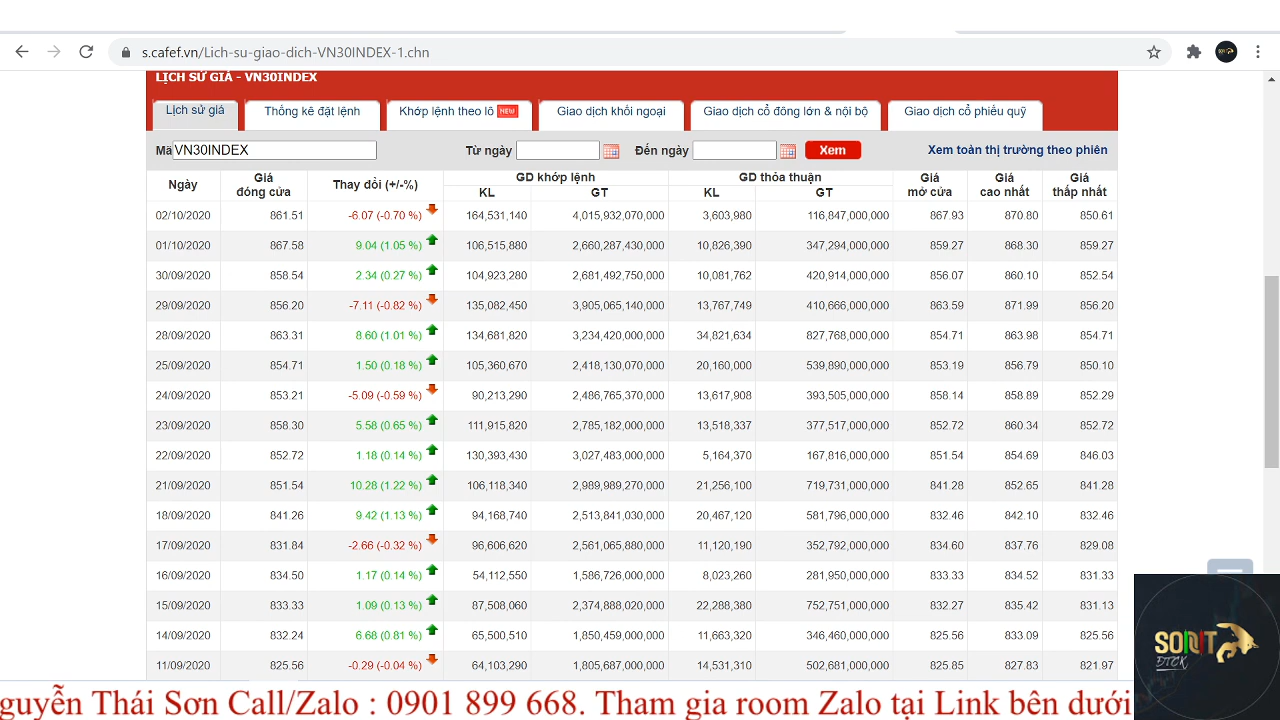 s.cafef.vn/Lich-su-giao-dich-VN30INDEX-1.chn
LỊCH SỬ GIÁ - VN30INDEX
Lịch sử giá Thống kê đặt lệnh Khớp lệnh theo lô NEW Giao dịch khối ngoại Giao dịch cổ đông lớn & nội bộ Giao dịch cổ phiếu quỹ
Mã VN30INDEX Từ ngày Đến ngày Xem Xem toàn thị trường theo phiên
Ngày Giá đóng cửa Thay đổi (+/-%) GD khớp lệnh GD thỏa thuận Giá mở cửa Giá cao nhất Giá thấp nhất
KL GT KL GT
02/10/2020 861.51 -6.07 (-0.70 %) 164,531,140 4,015,932,070,000 3,603,980 116,847,000,000 867.93 870.80 850.61
01/10/2020 867.58 9.04 (1.05 %) 106,515,880 2,660,287,430,000 10,826,390 347,294,000,000 859.27 868.30 859.27
30/09/2020 858.54 2.34 (0.27 %) 104,923,280 2,681,492,750,000 10,081,762 420,914,000,000 856.07 860.10 852.54
29/09/2020 856.20 -7.11 (-0.82 %) 135,082,450 3,905,065,140,000 13,767,749 410,666,000,000 863.59 871.99 856.20
28/09/2020 863.31 8.60 (1.01 %) 134,681,820 3,234,420,000,000 34,821,634 827,768,000,000 854.71 863.98 854.71
25/09/2020 854.71 1.50 (0.18 %) 105,360,670 2,418,130,070,000 20,160,000 539,890,000,000 853.19 856.79 850.10
24/09/2020 853.21 -5.09 (-0.59 %) 90,213,290 2,486,765,370,000 13,617,908 393,505,000,000 858.14 858.89 852.29
23/09/2020 858.30 5.58 (0.65 %) 111,915,820 2,785,182,000,000 13,518,337 377,517,000,000 852.72 860.34 852.72
22/09/2020 852.72 1.18 (0.14 %) 130,393,430 3,027,483,000,000 5,164,370 167,816,000,000 851.54 854.69 846.03
21/09/2020 851.54 10.28 (1.22 %) 106,118,340 2,989,989,270,000 21,256,100 719,731,000,000 841.28 852.65 841.28
18/09/2020 841.26 9.42 (1.13 %) 94,168,740 2,513,841,030,000 20,467,120 581,796,000,000 832.46 842.10 832.46
17/09/2020 831.84 -2.66 (-0.32 %) 96,606,620 2,561,065,880,000 11,120,190 352,792,000,000 834.60 837.76 829.08
16/09/2020 834.50 1.17 (0.14 %) 54,112,550 1,586,726,000,000 8,023,260 281,950,000,000 833.33 834.52 831.33
15/09/2020 833.33 1.09 (0.13 %) 87,508,060 2,374,888,020,000 22,288,380 752,751,000,000 832.27 835.42 831.13
14/09/2020 832.24 6.68 (0.81 %) 65,500,510 1,850,459,000,000 11,663,320 346,460,000,000 825.56 833.09 825.56
11/09/2020 825.56 -0.29 (-0.04 %) 66,103,290 1,805,687,000,000 14,531,313 502,681,000,000 825.85 827.83 821.97
SONNT
DTCK
guyễn Thái Sơn Call/Zalo : 0901 899 668. Tham gia room Zalo tại Link bên dưới